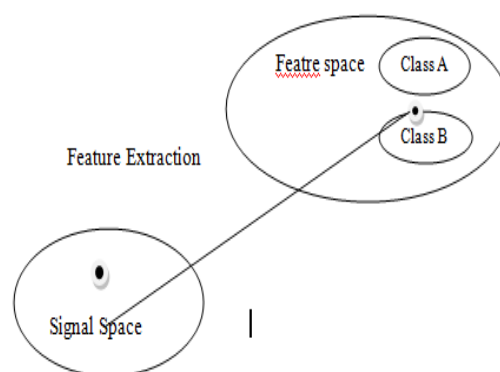 Featre space
Class A
Class B
Feature Extraction
Signal Space